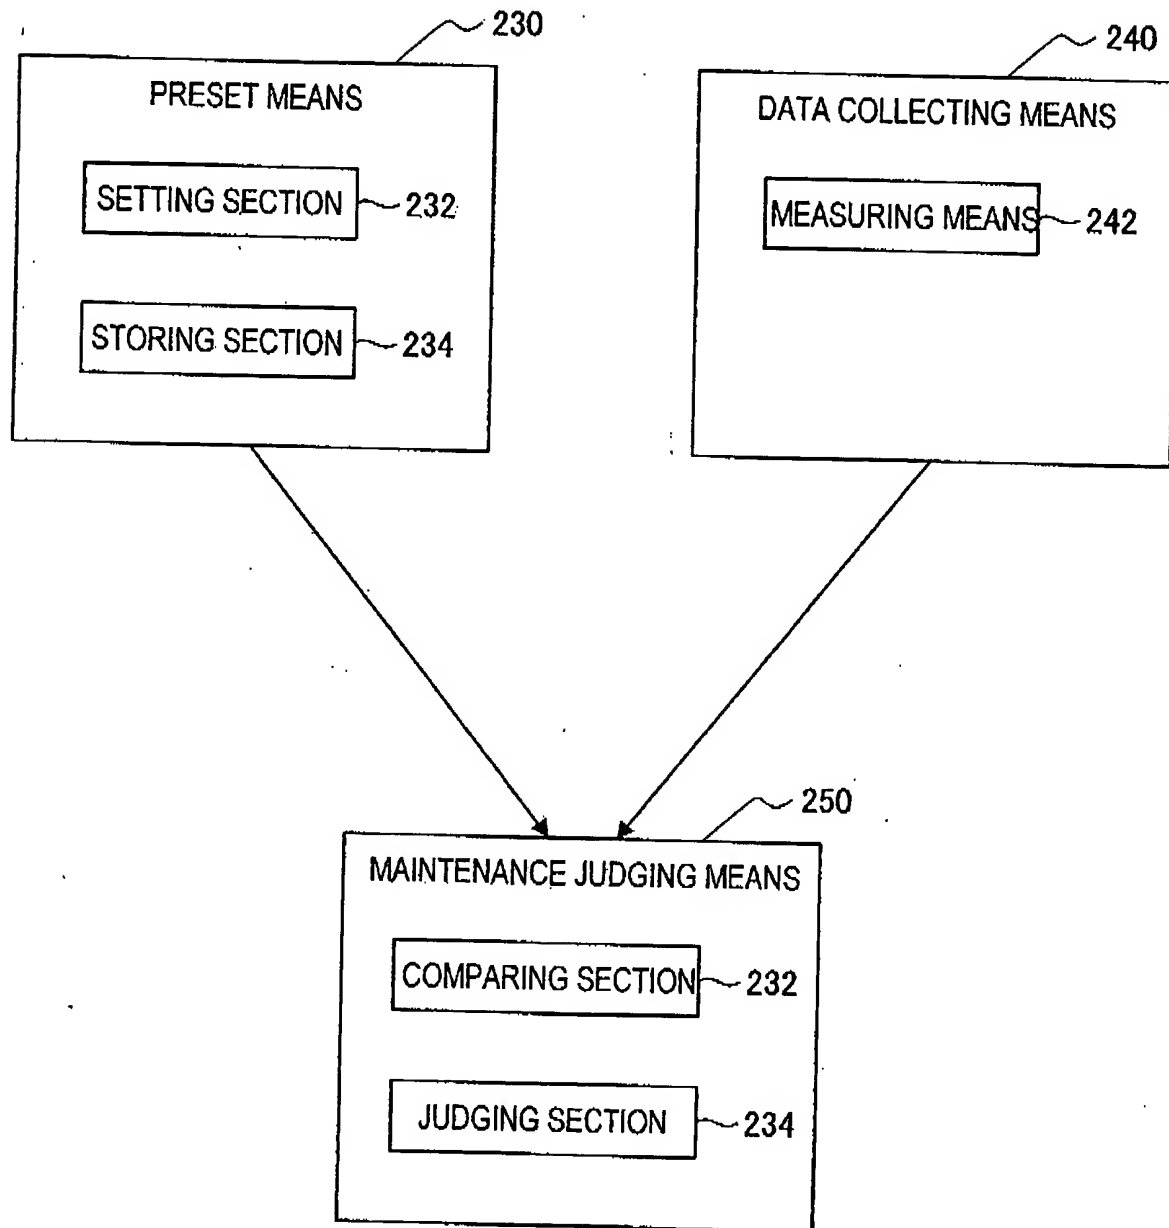 230
PRESET MEANS
SETTING SECTION
232
STORING SECTION
234
240
DATA COLLECTING MEANS
MEASURING MEANS
242
250
MAINTENANCE JUDGING MEANS
COMPARING SECTION
232
JUDGING SECTION
234